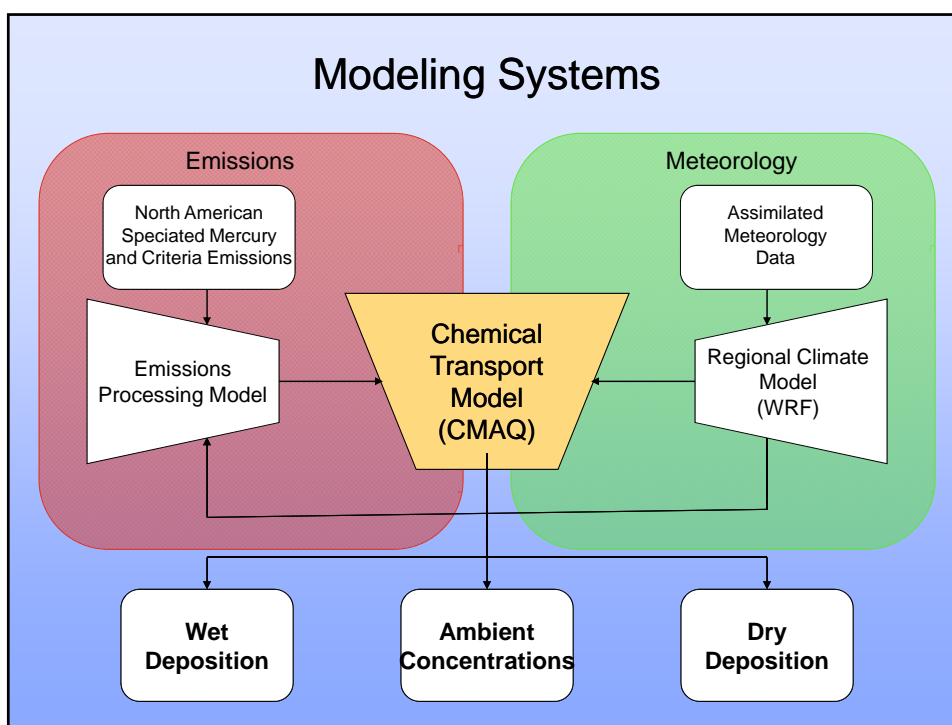 Modeling Systems
Emissions
North American
Speciated Mercury
and Criteria Emissions
Emissions
Processing Model
Chemical
Transport
Model
(CMAQ)
Meteorology
Assimilated
Meteorology
Data
Regional Climate
Model
(WRF)
Wet
Deposition
Ambient
Concentrations
Dry
Deposition